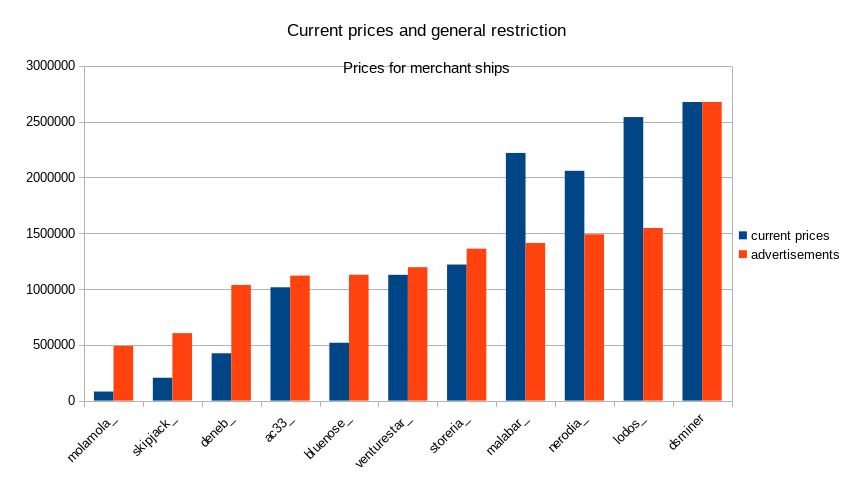 Current prices and general restriction
Prices for merchant ships
3000000
2500000
2000000
1500000
1000000
500000
0
current prices
advertisements
molamola_
skipjack_
deneb_
ac33_
bluenose_
venturestar_
storeria_
malabar_
nerodia_
lodos_
dsminer